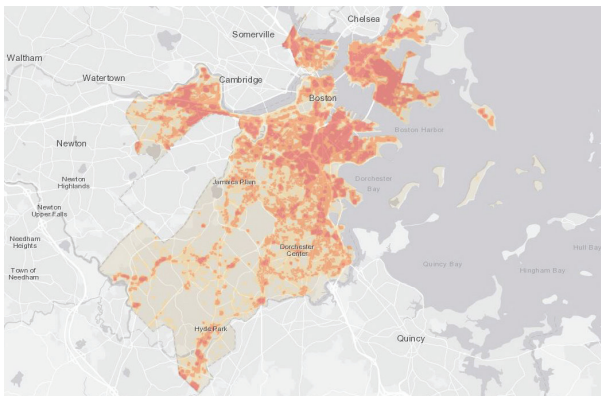 Chelsea
Somerville
Waltham
Watertown
Cambridge
Boston
Boston Harbor
Newton
Newton
Highlands
Jamaica Plain
Dorchester
Bay
Newton
Upper Falls
Needham
Heights
Dorchester
Center
Hull Bay
Quincy Bay
Hingham Bay
Town of
Needham
Hyde Park
Quincy